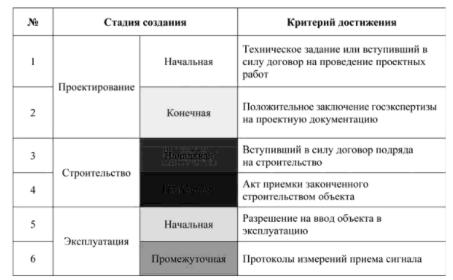 № Стадия создания Критерий достижения
1 Проектирование Начальная Техническое задание или вступивший в
силу договор на проведение проектных
работ
2 Конечная Положительное заключение госэкспертизы
на проектную документацию
3 Строительство Вступивший в силу договор подряда
на строительство
4 Акт приемки законченного
строительством объекта
5 Эксплуатация Начальная Разрешение на ввод объекта в
эксплуатацию
6 Промежуточная Протоколы измерений приема сигнала